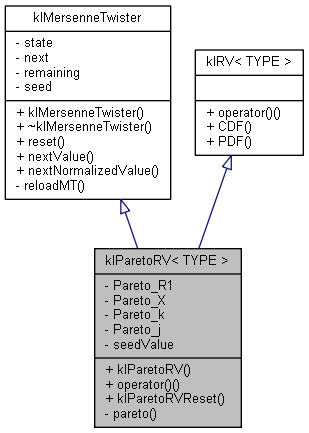 klMersenneTwister
- state
- next
- remaining
- seed
+ klMersenneTwister()
+ ~klMersenneTwister()
+ reset()
+ nextValue()
+ nextNormalizedValue()
- reloadMT()
klRV< TYPE >
+ operator()()
+ CDF()
+ PDF()
klParetoRV< TYPE >
- Pareto_R1
- Pareto_X
- Pareto_k
- Pareto_j
- seedValue
+ klParetoRV()
+ operator()()
+ klParetoRVReset()
- pareto()